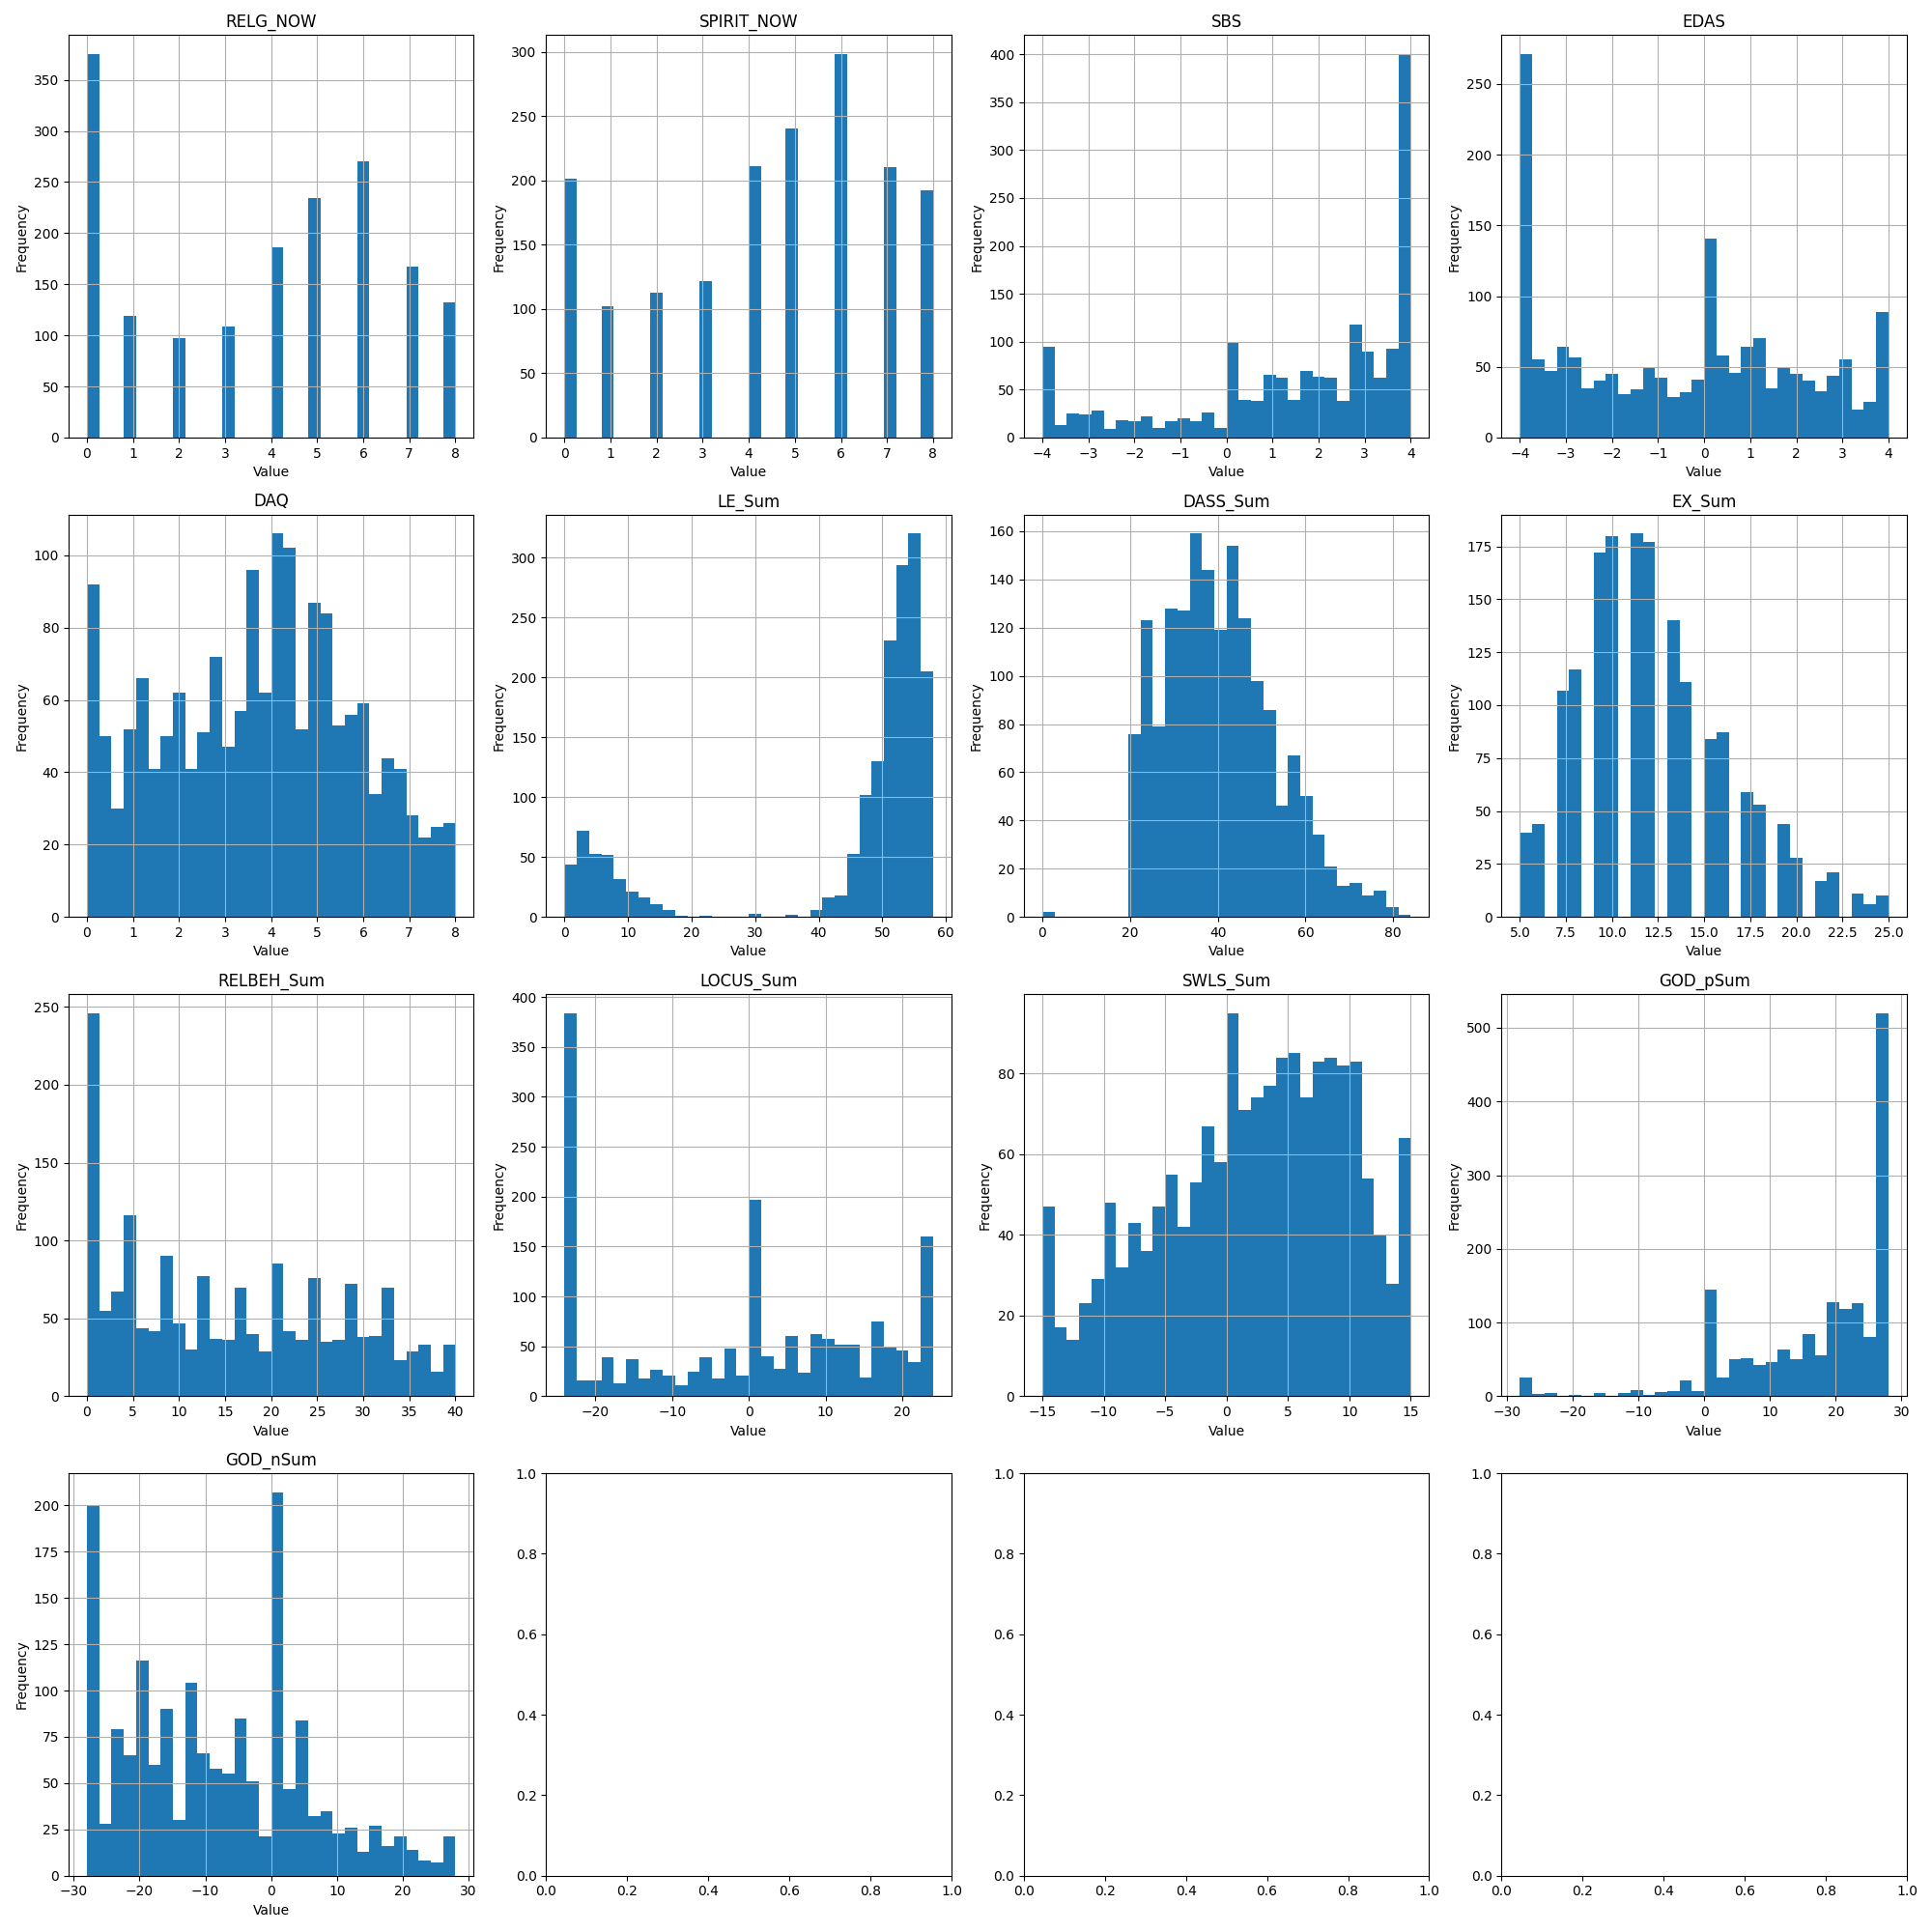 RELG_NOW
Frequency
350
300
250
200
150
100
50
0
0 1 2 3 4 5 6 7 8
Value
SPIRIT_NOW
Frequency
300
250
200
150
100
50
0
0 1 2 3 4 5 6 7 8
Value
SBS
Frequency
400
350
300
250
200
150
100
50
0
−4 −3 −2 −1 0 1 2 3 4
Value
EDAS
Frequency
250
200
150
100
50
0
−4 −3 −2 −1 0 1 2 3 4
Value
DAQ
Frequency
100
80
60
40
20
0
0 1 2 3 4 5 6 7 8
Value
LE_Sum
Frequency
300
250
200
150
100
50
0
0 10 20 30 40 50 60
Value
DASS_Sum
Frequency
160
140
120
100
80
60
40
20
0
0 20 40 60 80
Value
EX_Sum
Frequency
175
150
125
100
75
50
25
0
5.0 7.5 10.0 12.5 15.0 17.5 20.0 22.5 25.0
Value
RELBEH_Sum
Frequency
250
200
150
100
50
0
0 5 10 15 20 25 30 35 40
Value
LOCUS_Sum
Frequency
400
350
300
250
200
150
100
50
0
−20 −10 0 10 20
Value
SWLS_Sum
Frequency
80
60
40
20
0
−15 −10 −5 0 5 10 15
Value
GOD_pSum
Frequency
500
400
300
200
100
0
−30 −20 −10 0 10 20 30
Value
GOD_nSum
Frequency
200
175
150
125
100
75
50
25
0
−30 −20 −10 0 10 20 30
Value
1.0
0.8
0.6
0.4
0.2
0.0
0.0 0.2 0.4 0.6 0.8 1.0
1.0
0.8
0.6
0.4
0.2
0.0
0.0 0.2 0.4 0.6 0.8 1.0
1.0
0.8
0.6
0.4
0.2
0.0
0.0 0.2 0.4 0.6 0.8 1.0